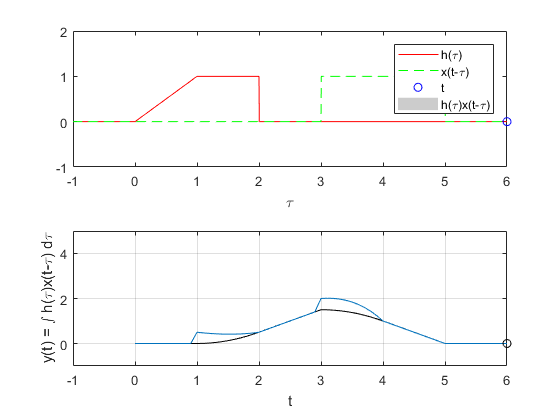 2
1
0
-1
-1 0 1 2 3 4 5 6
τ
h(τ)
x(t-τ)
t
h(τ)x(t-τ)
y(t) = ∫ h(τ)x(t-τ) dτ
4
2
0
-1 0 1 2 3 4 5 6
t